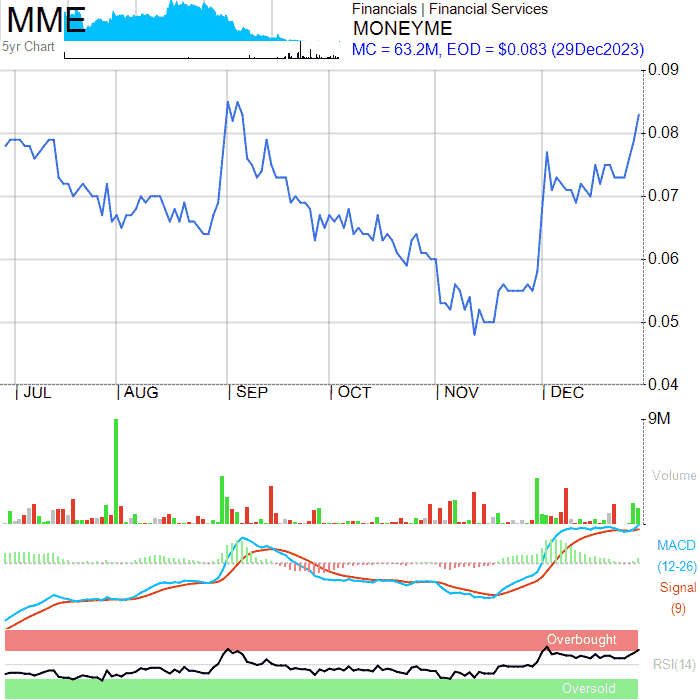 MME
Financials | Financial Services
MONEYME
5yr Chart
MC = 63.2M, EOD = $0.083 (29Dec2023)
0.09
0.08
0.07
0.06
0.05
0.04
| JUL | AUG | SEP | OCT | NOV | DEC
9M
Volume
MACD
(12-26)
Signal
(9)
Overbought
RSI(14)
Oversold